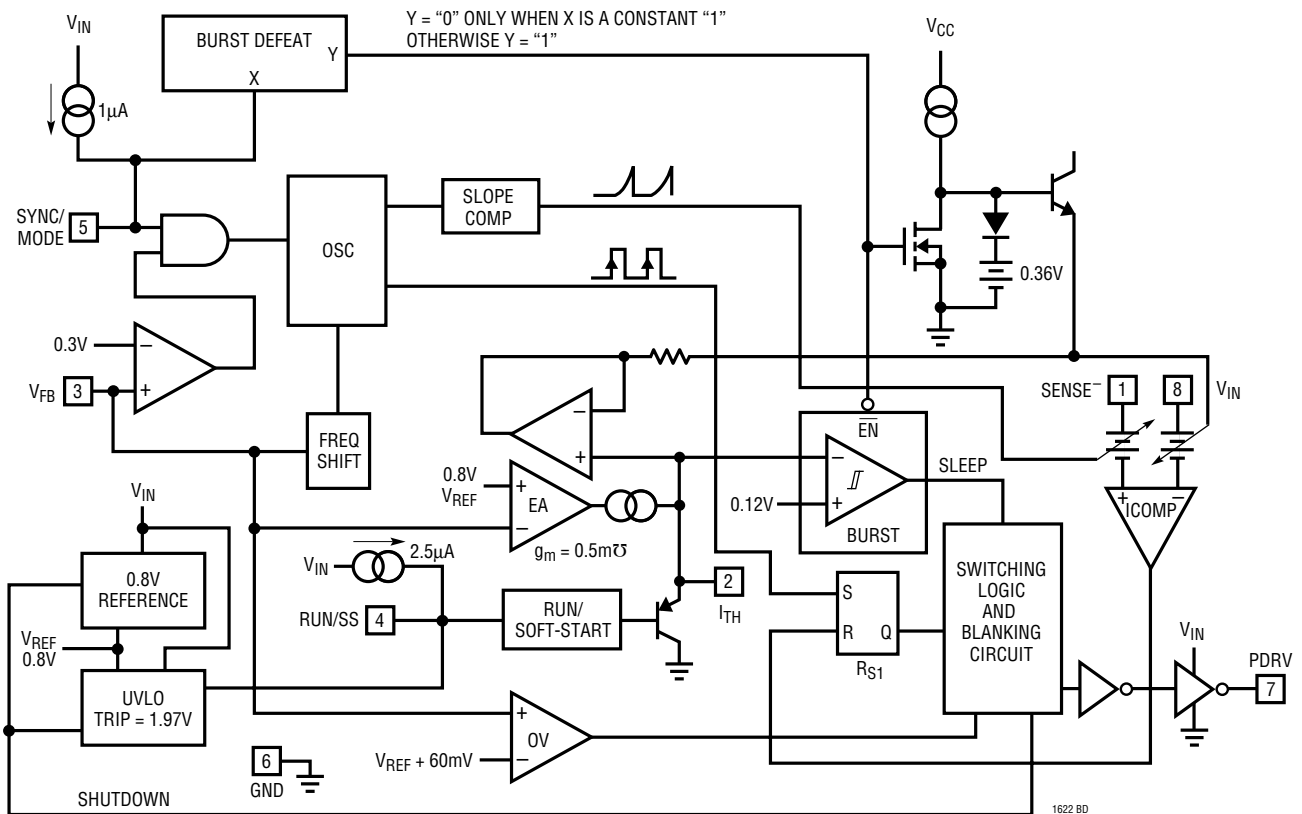 Y = “0” ONLY WHEN X IS A CONSTANT “1”
OTHERWISE Y = “1”
VIN
BURST DEFEAT
Y
X
VCC
1µA
SYNC/
MODE
5
OSC
SLOPE
COMP
0.36V
0.3V
–
VFB
3
+
FREQ
SHIFT
SENSE–
1
8
VIN
–
+
EN
–
+
SLEEP
0.12V
BURST
0.8V
VREF
+
EA
–
gm = 0.5m℧
+
–
ICOMP
VIN
0.8V
REFERENCE
VREF
0.8V
UVLO
TRIP = 1.97V
VIN
2.5µA
RUN/SS
4
RUN/
SOFT-START
2
ITH
S
R
Q
RS1
SWITCHING
LOGIC
AND
BLANKING
CIRCUIT
VIN
PDRV
7
+
OV
–
VREF + 60mV
6
GND
SHUTDOWN
1622 BD